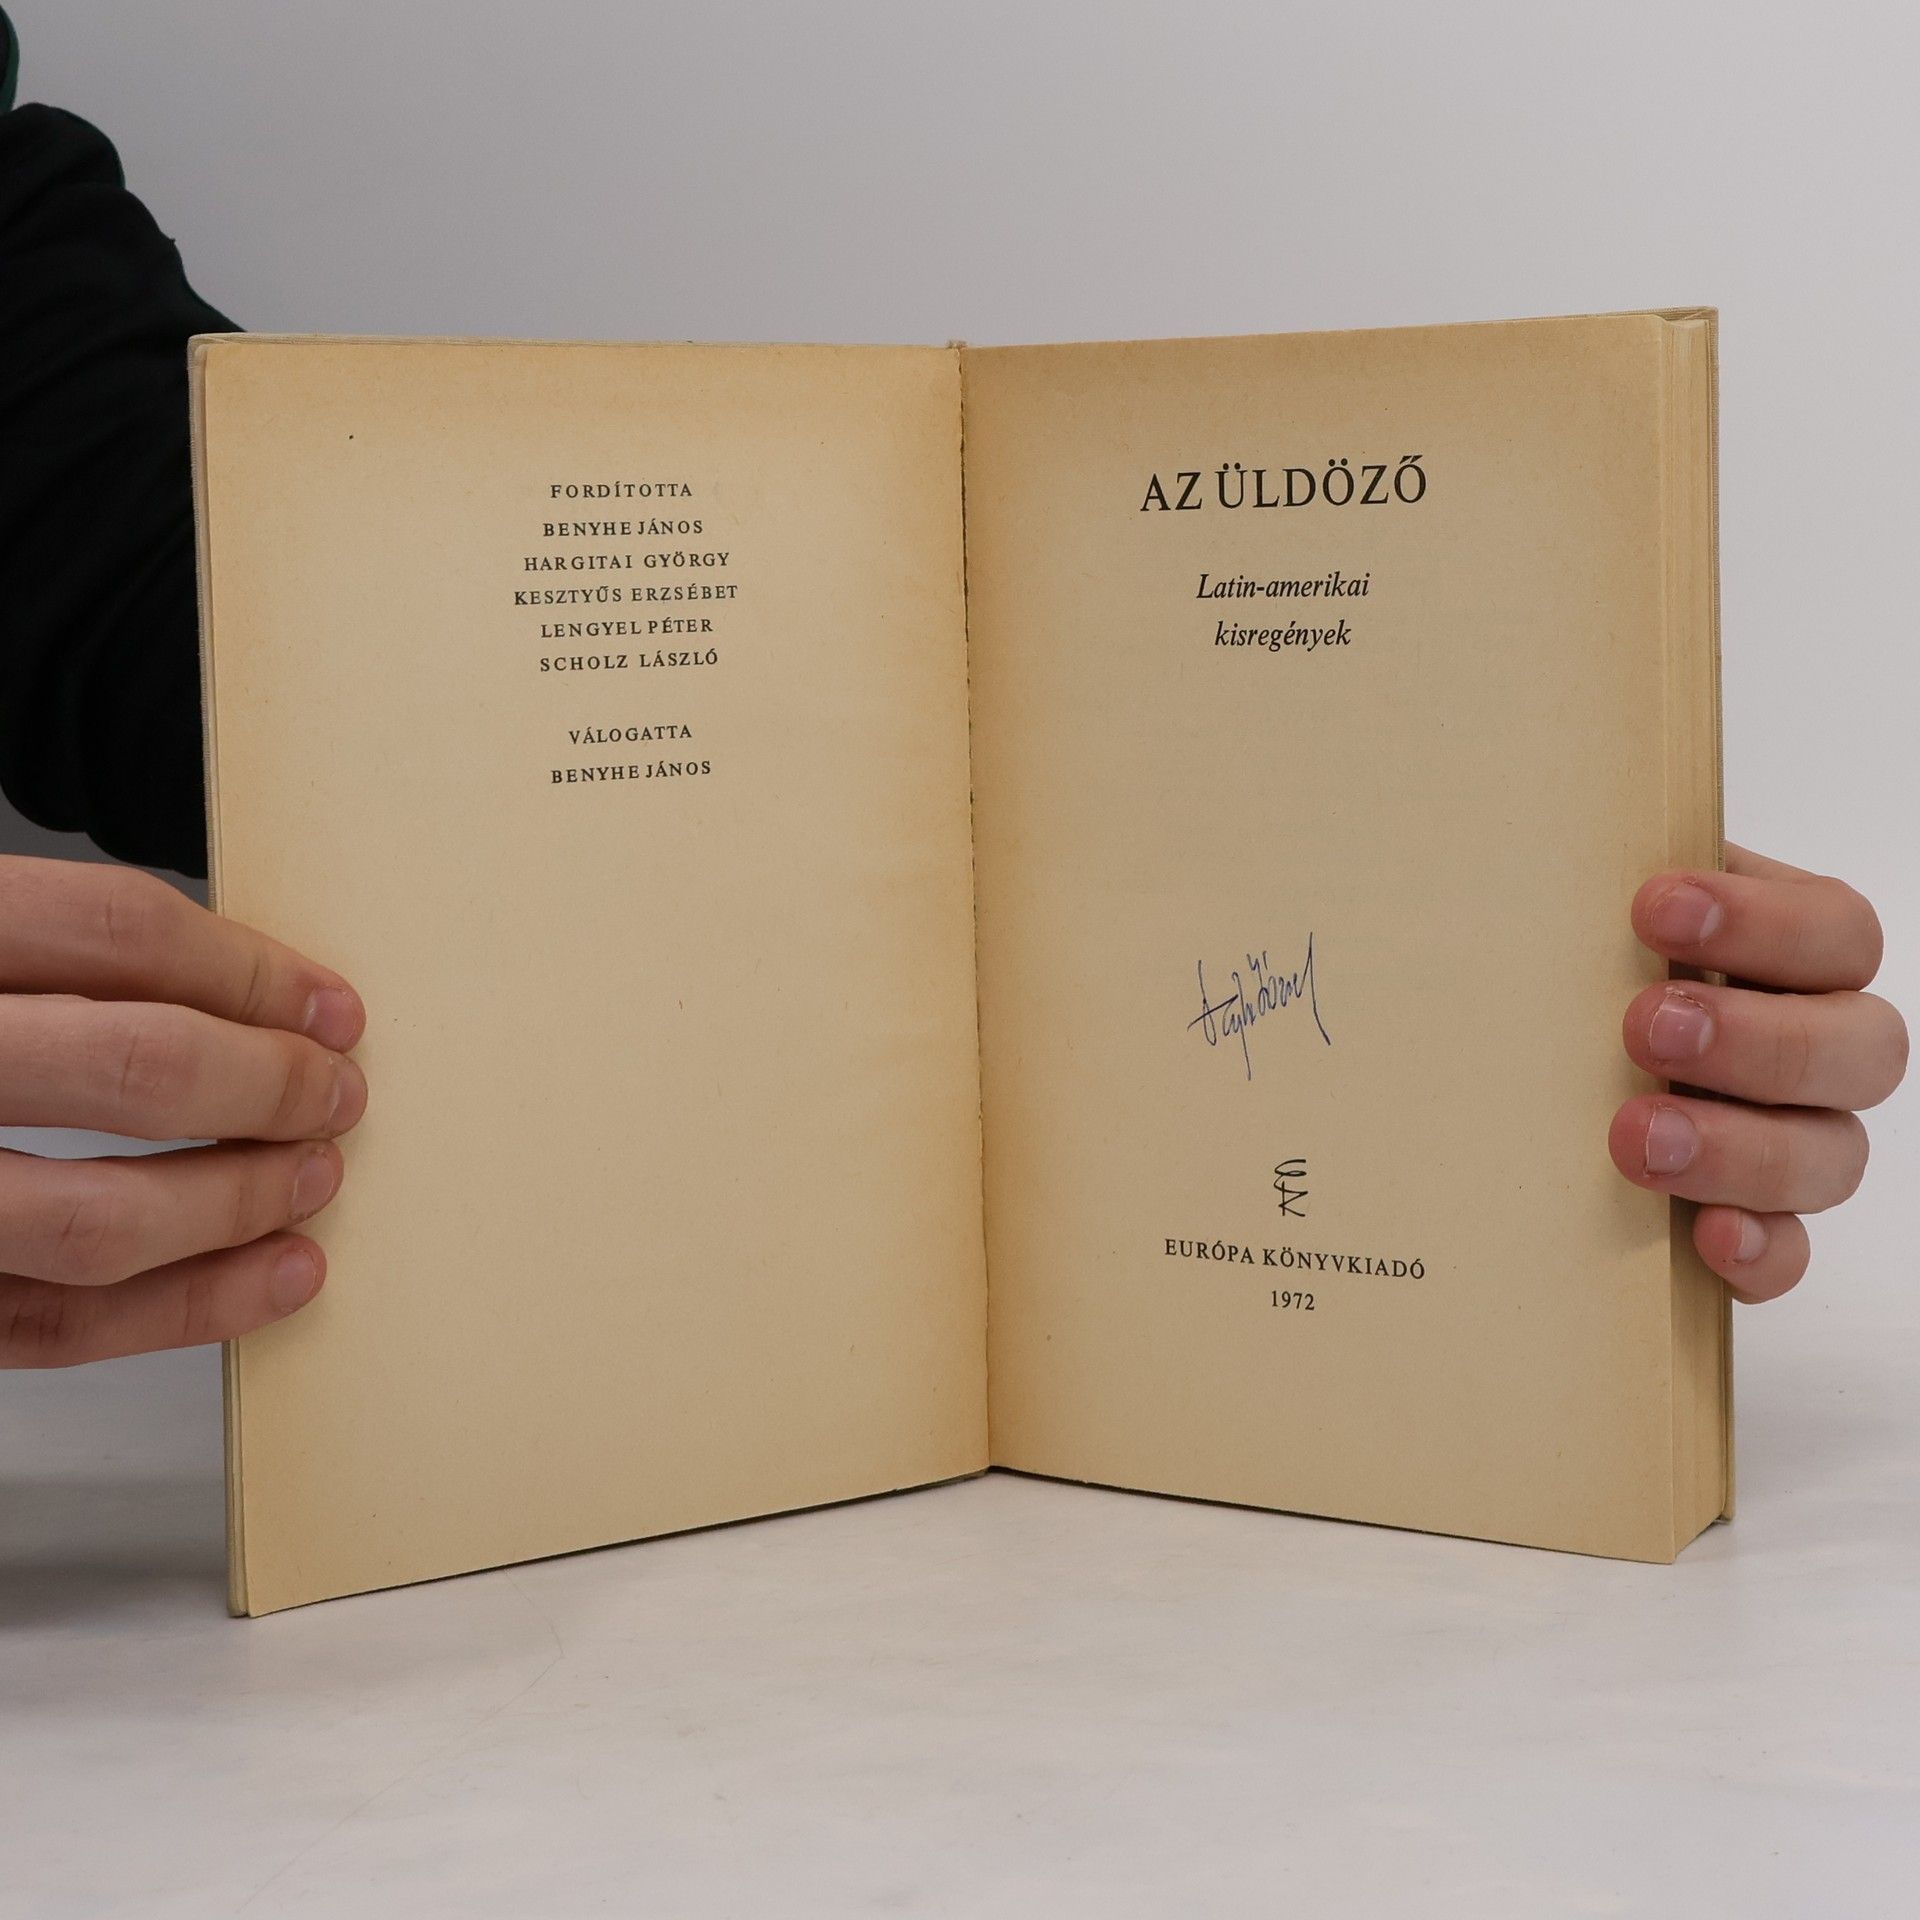 FORDÍTOTTA
BENYHE JÁNOS
HARGITAI GYÖRGY
KESZTYŰS ERZSÉBET
LENGYEL PÉTER
SCHOLZ LÁSZLÓ
VÁLOGATTA
BENYHE JÁNOS
AZ ÜLDÖZŐ
Latin-amerikai
kisregények
EURÓPA KÖNYVKIADÓ
1972